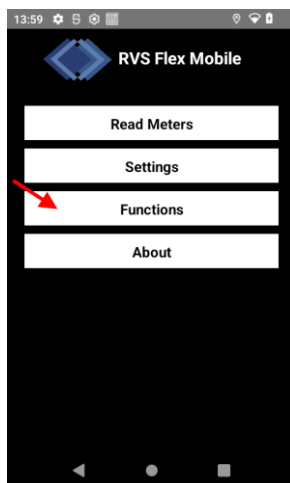 13:59
RVS Flex Mobile
Read Meters
Settings
Functions
About